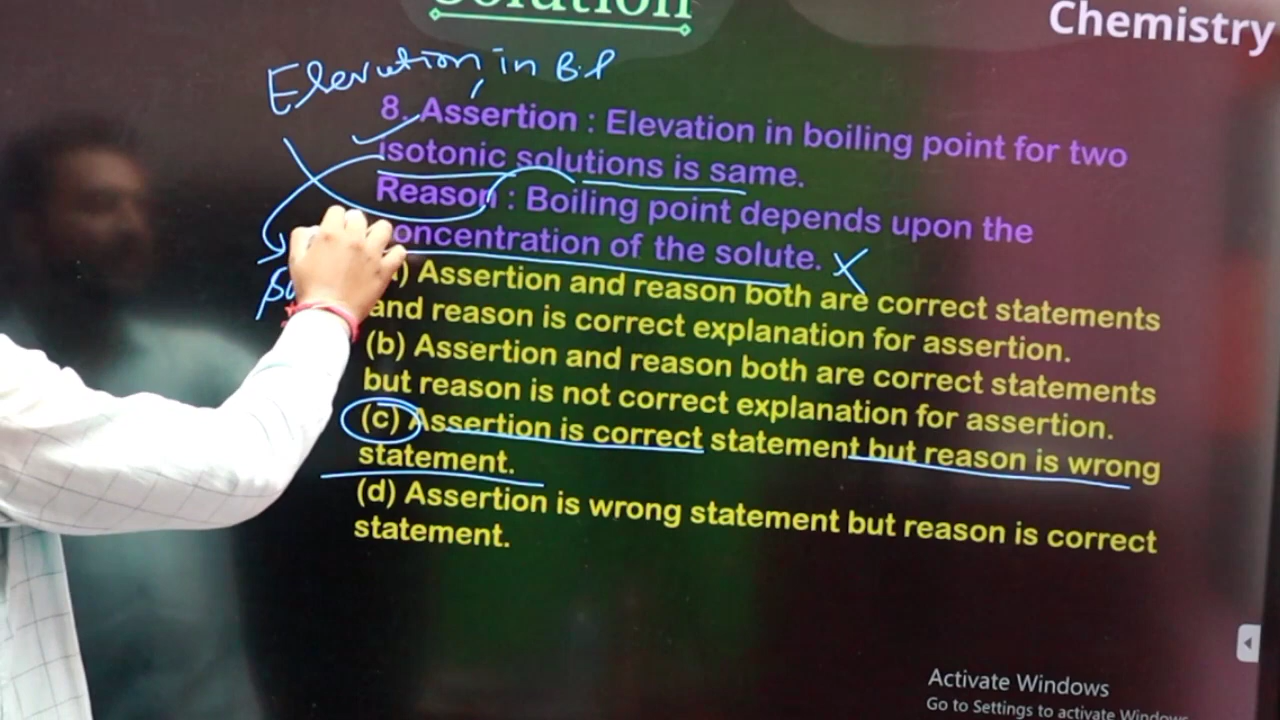 Solution
Chemistry
Elevation in B.P
8. Assertion : Elevation in boiling point for two
isotonic solutions is same.
Reason : Boiling point depends upon the
oncentration of the solute.
) Assertion and reason both are correct statements
and reason is correct explanation for assertion.
(b) Assertion and reason both are correct statements
but reason is not correct explanation for assertion.
(c) Assertion is correct statement but reason is wrong
statement.
(d) Assertion is wrong statement but reason is correct
statement.
Activate Windows
Go to Settings to activate Windows